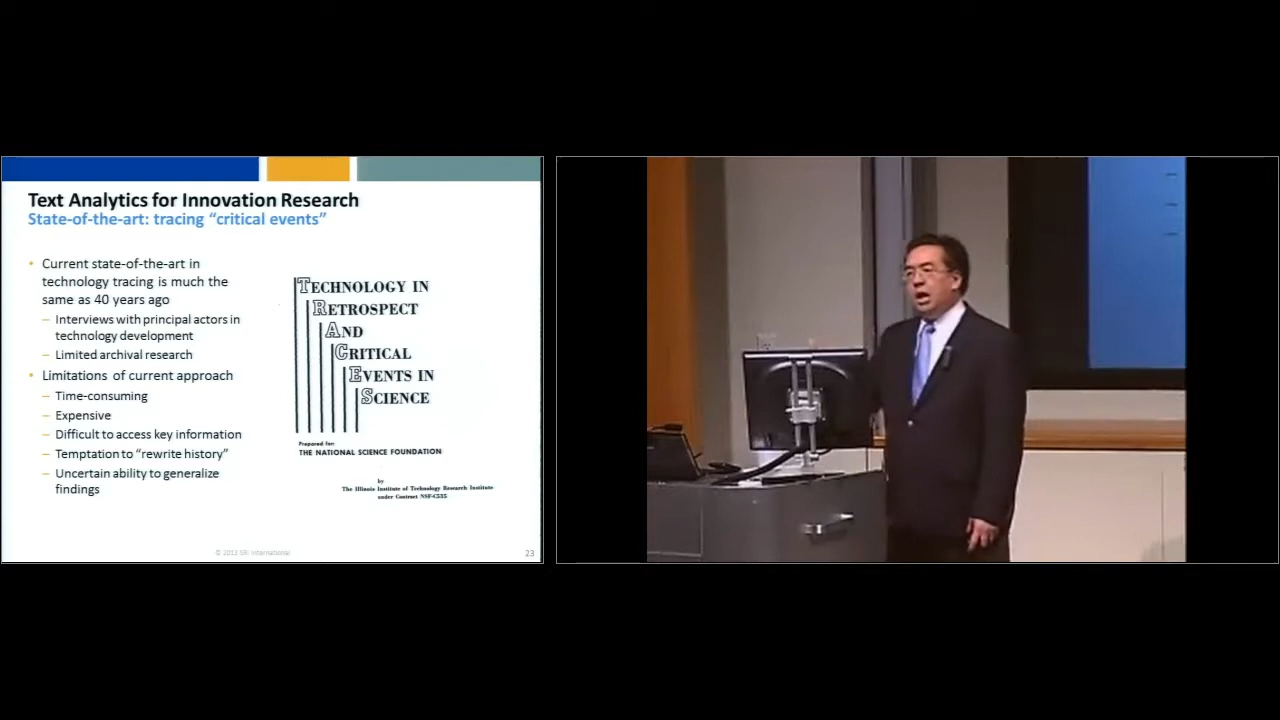 Text Analytics for Innovation Research
State-of-the-art: tracing “critical events”
• Current state-of-the-art in
technology tracing is much the
same as 40 years ago
– Interviews with principal actors in
technology development
– Limited archival research
• Limitations of current approach
– Time-consuming
– Expensive
– Difficult to access key information
– Temptation to “rewrite history”
– Uncertain ability to generalize
findings
TECHNOLOGY IN
RETROSPECT
AND
CRITICAL
EVENTS IN
SCIENCE
Prepared for:
THE NATIONAL SCIENCE FOUNDATION
by
The Illinois Institute of Technology Research Institute
under Contract NSF-C535
© 2013 SRI International
23